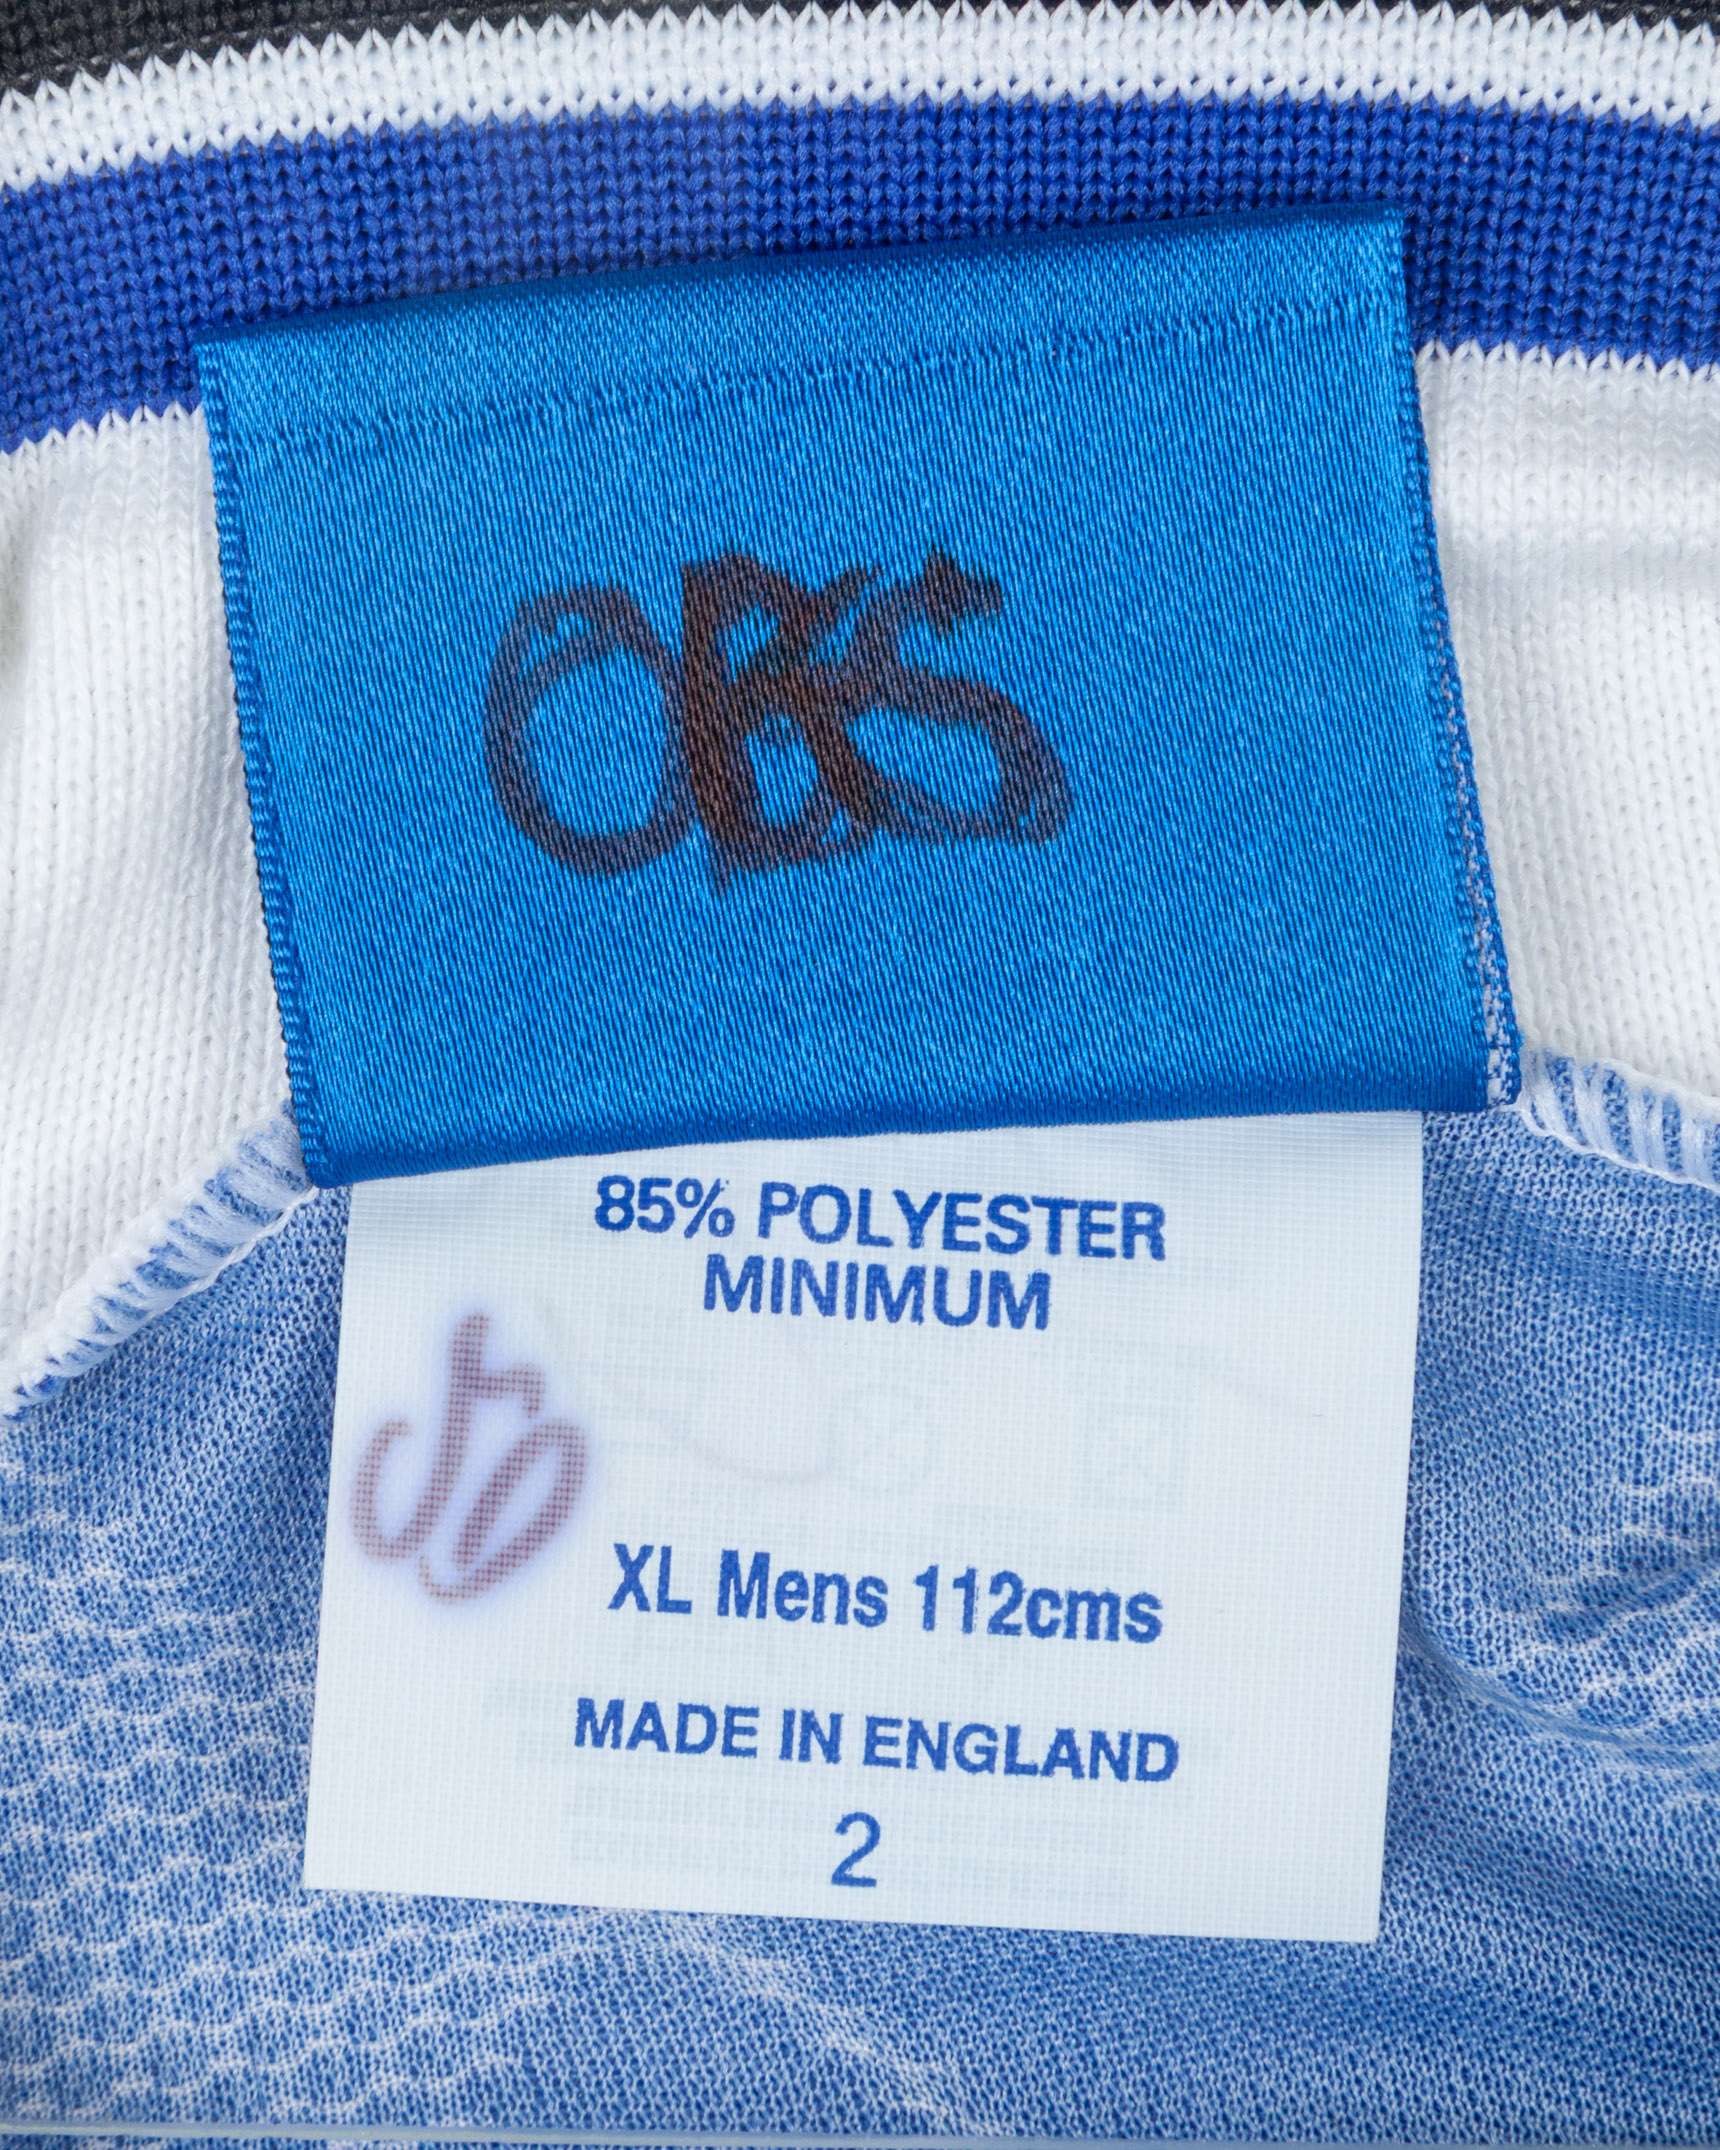 OBS
85% POLYESTER
MINIMUM
XL Mens 112cms
MADE IN ENGLAND
2